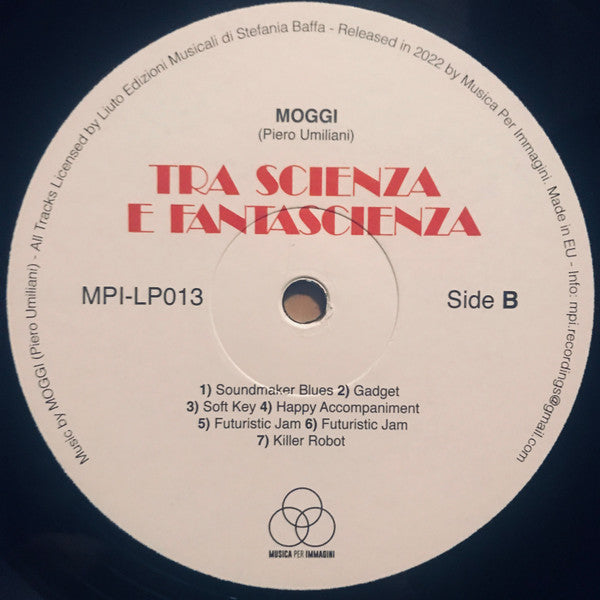 Music by MOGGI (Piero Umiliani) - All Tracks Licensed by Liuto Edizioni Musicali di Stefania Baffa - Released in 2022 by Musica Per Immagini. Made in EU - Info: mpi.recordings@gmail.com
MOGGI
(Piero Umiliani)
TRA SCIENZA
E FANTASCIENZA
MPI-LP013
Side B
1) Soundmaker Blues 2) Gadget
3) Soft Key 4) Happy Accompaniment
5) Futuristic Jam 6) Futuristic Jam
7) Killer Robot
MUSICA PER IMMAGINI